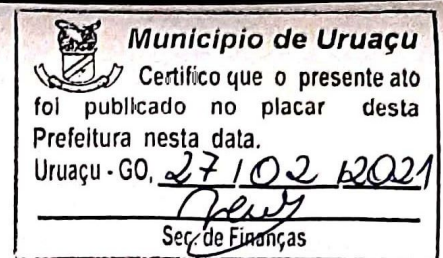 Município de Uruaçu
Certifico que o presente ato
foi publicado no placar desta
Prefeitura nesta data.
Uruaçu - GO, 27 / 02 / 2021
Sec. de Finanças